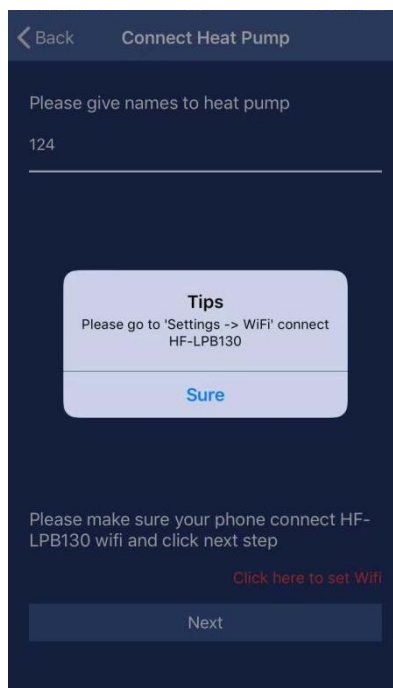 Back Connect Heat Pump
Please give names to heat pump
124
Tips
Please go to 'Settings -> WiFi' connect
HF-LPB130
Sure
Please make sure your phone connect HF-
LPB130 wifi and click next step
Click here to set Wifi
Next